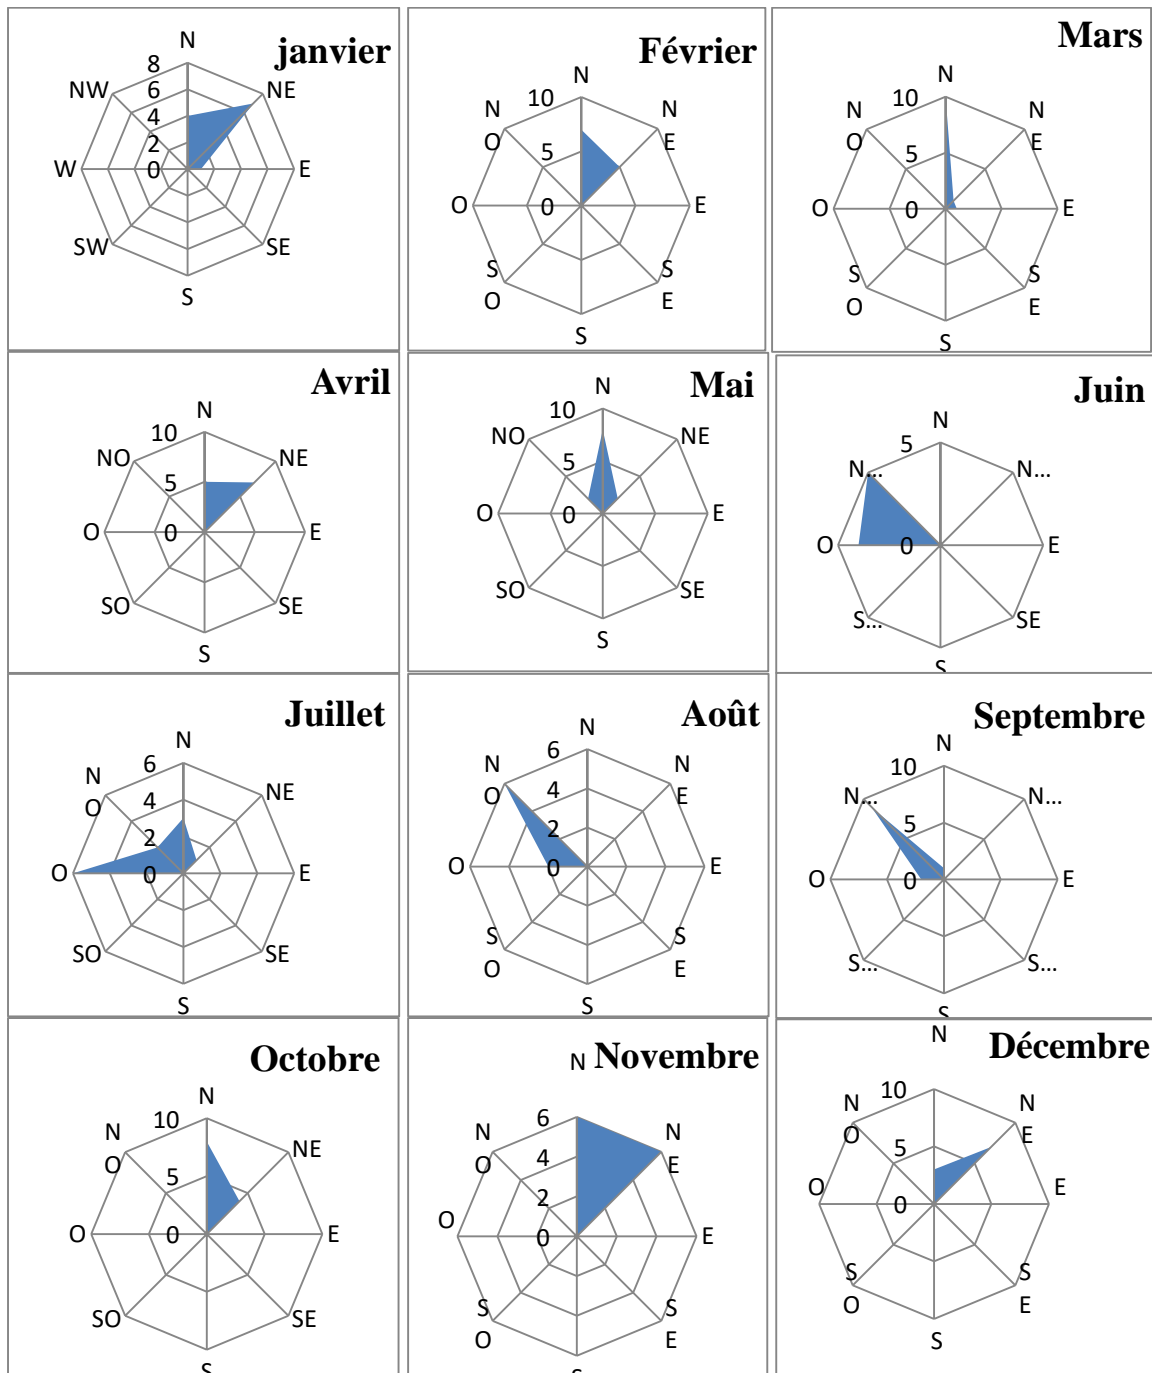 janvier
N
8
NW
6
NE
4
2
W
0
E
SW
SE
S
Février
N
10
N
N
O
E
5
O
0
E
S
S
O
E
S
Mars
N
10
N
N
O
E
5
O
0
E
S
S
O
E
S
Avril
N
10
NO
NE
5
O
0
E
SO
SE
S
Mai
N
10
NO
NE
5
O
0
E
SO
SE
S
Juin
N
5
N...
N...
O
0
E
S...
SE
S
Juillet
N
6
N
O
NE
4
2
O
0
E
SO
SE
S
Août
N
6
N
N
O
E
4
2
O
0
E
S
S
O
E
S
Septembre
N
10
N...
N...
5
O
0
E
S...
S...
S
Octobre
N
10
N
O
NE
5
O
0
E
SO
SE
S
Novembre
N
6
N
N
O
E
4
2
O
0
E
S
S
O
E
S
Décembre
N
10
N
N
O
E
5
O
0
E
S
S
O
E
S